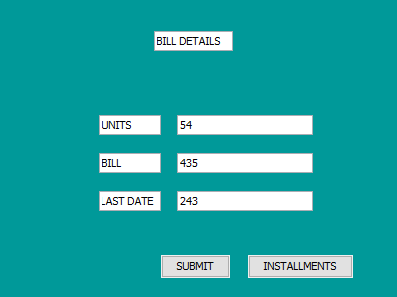 BILL DETAILS
UNITS 54
BILL 435
LAST DATE 243
SUBMIT INSTALLMENTS